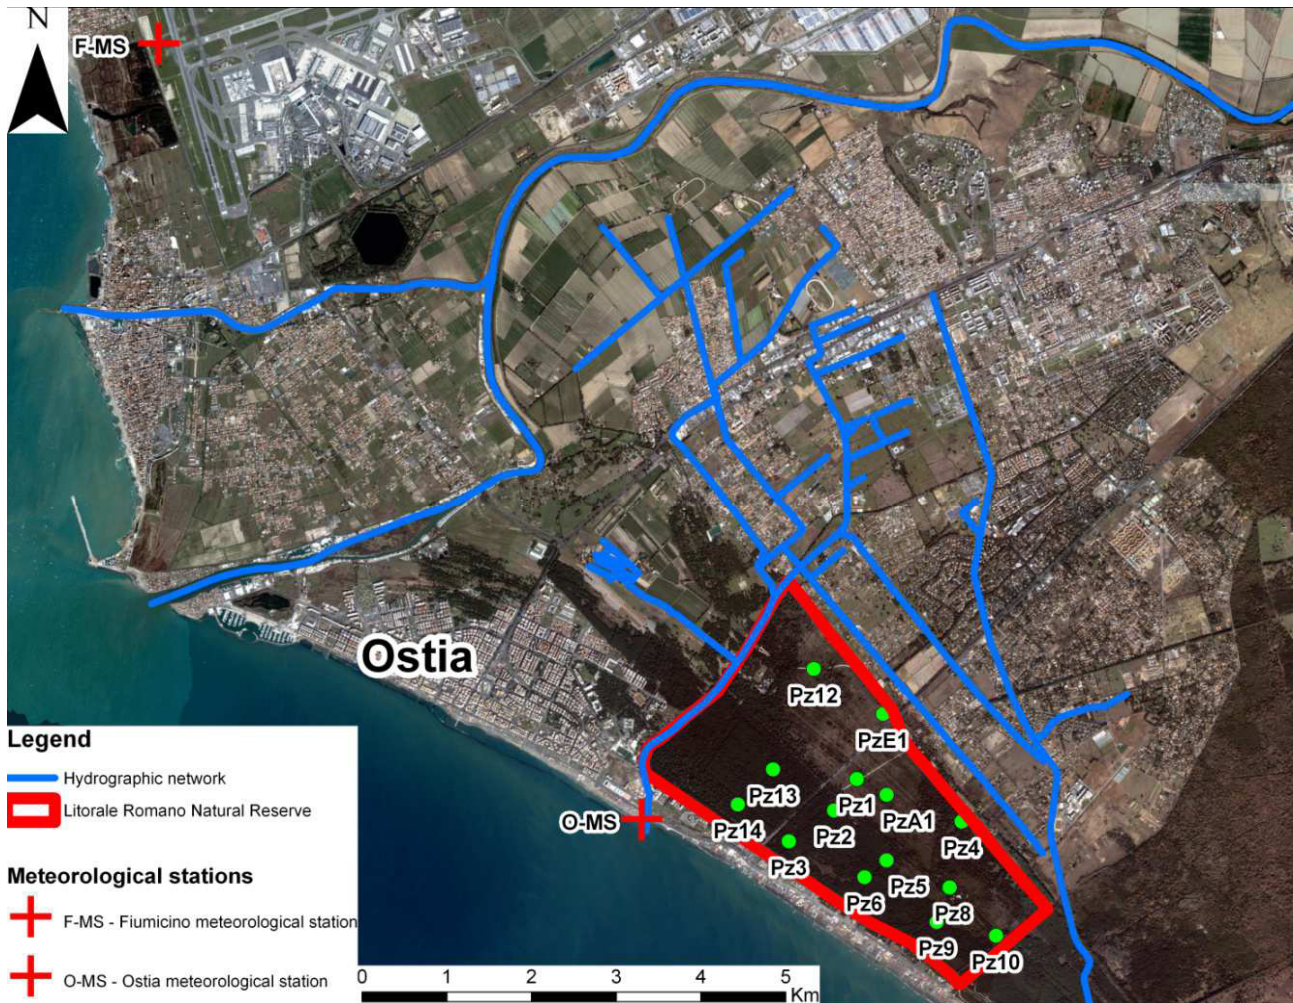 N
F-MS
Ostia
Pz12
PzE1
Pz13
Pz1
Pz14
Pz2
PzA1
O-MS
Pz4
Pz3
Pz5
Pz6
Pz8
Pz9
Pz10
Legend
Hydrographic network
Litorale Romano Natural Reserve
Meteorological stations
F-MS - Fiumicino meteorological station
O-MS - Ostia meteorological station
0 1 2 3 4 5
Km